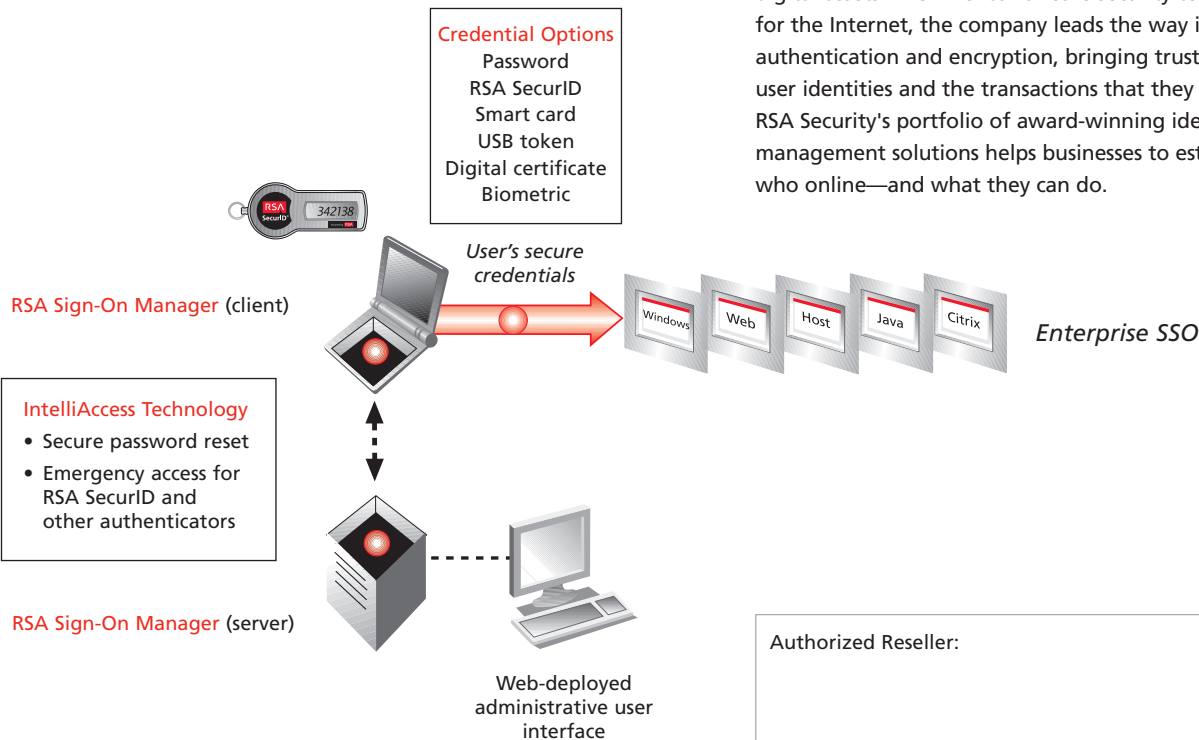 Credential Options
Password
RSA SecurID
Smart card
USB token
Digital certificate
Biometric
for the Internet, the company leads the way i
authentication and encryption, bringing trust
user identities and the transactions that they
RSA Security's portfolio of award-winning ide
management solutions helps businesses to est
who online—and what they can do.
RSA
SecurID
342138
RSA
User's secure
credentials
RSA Sign-On Manager (client)
Windows
Web
Host
Java
Citrix
Enterprise SSO
IntelliAccess Technology
• Secure password reset
• Emergency access for
RSA SecurID and
other authenticators
RSA Sign-On Manager (server)
Web-deployed
administrative user
interface
Authorized Reseller: